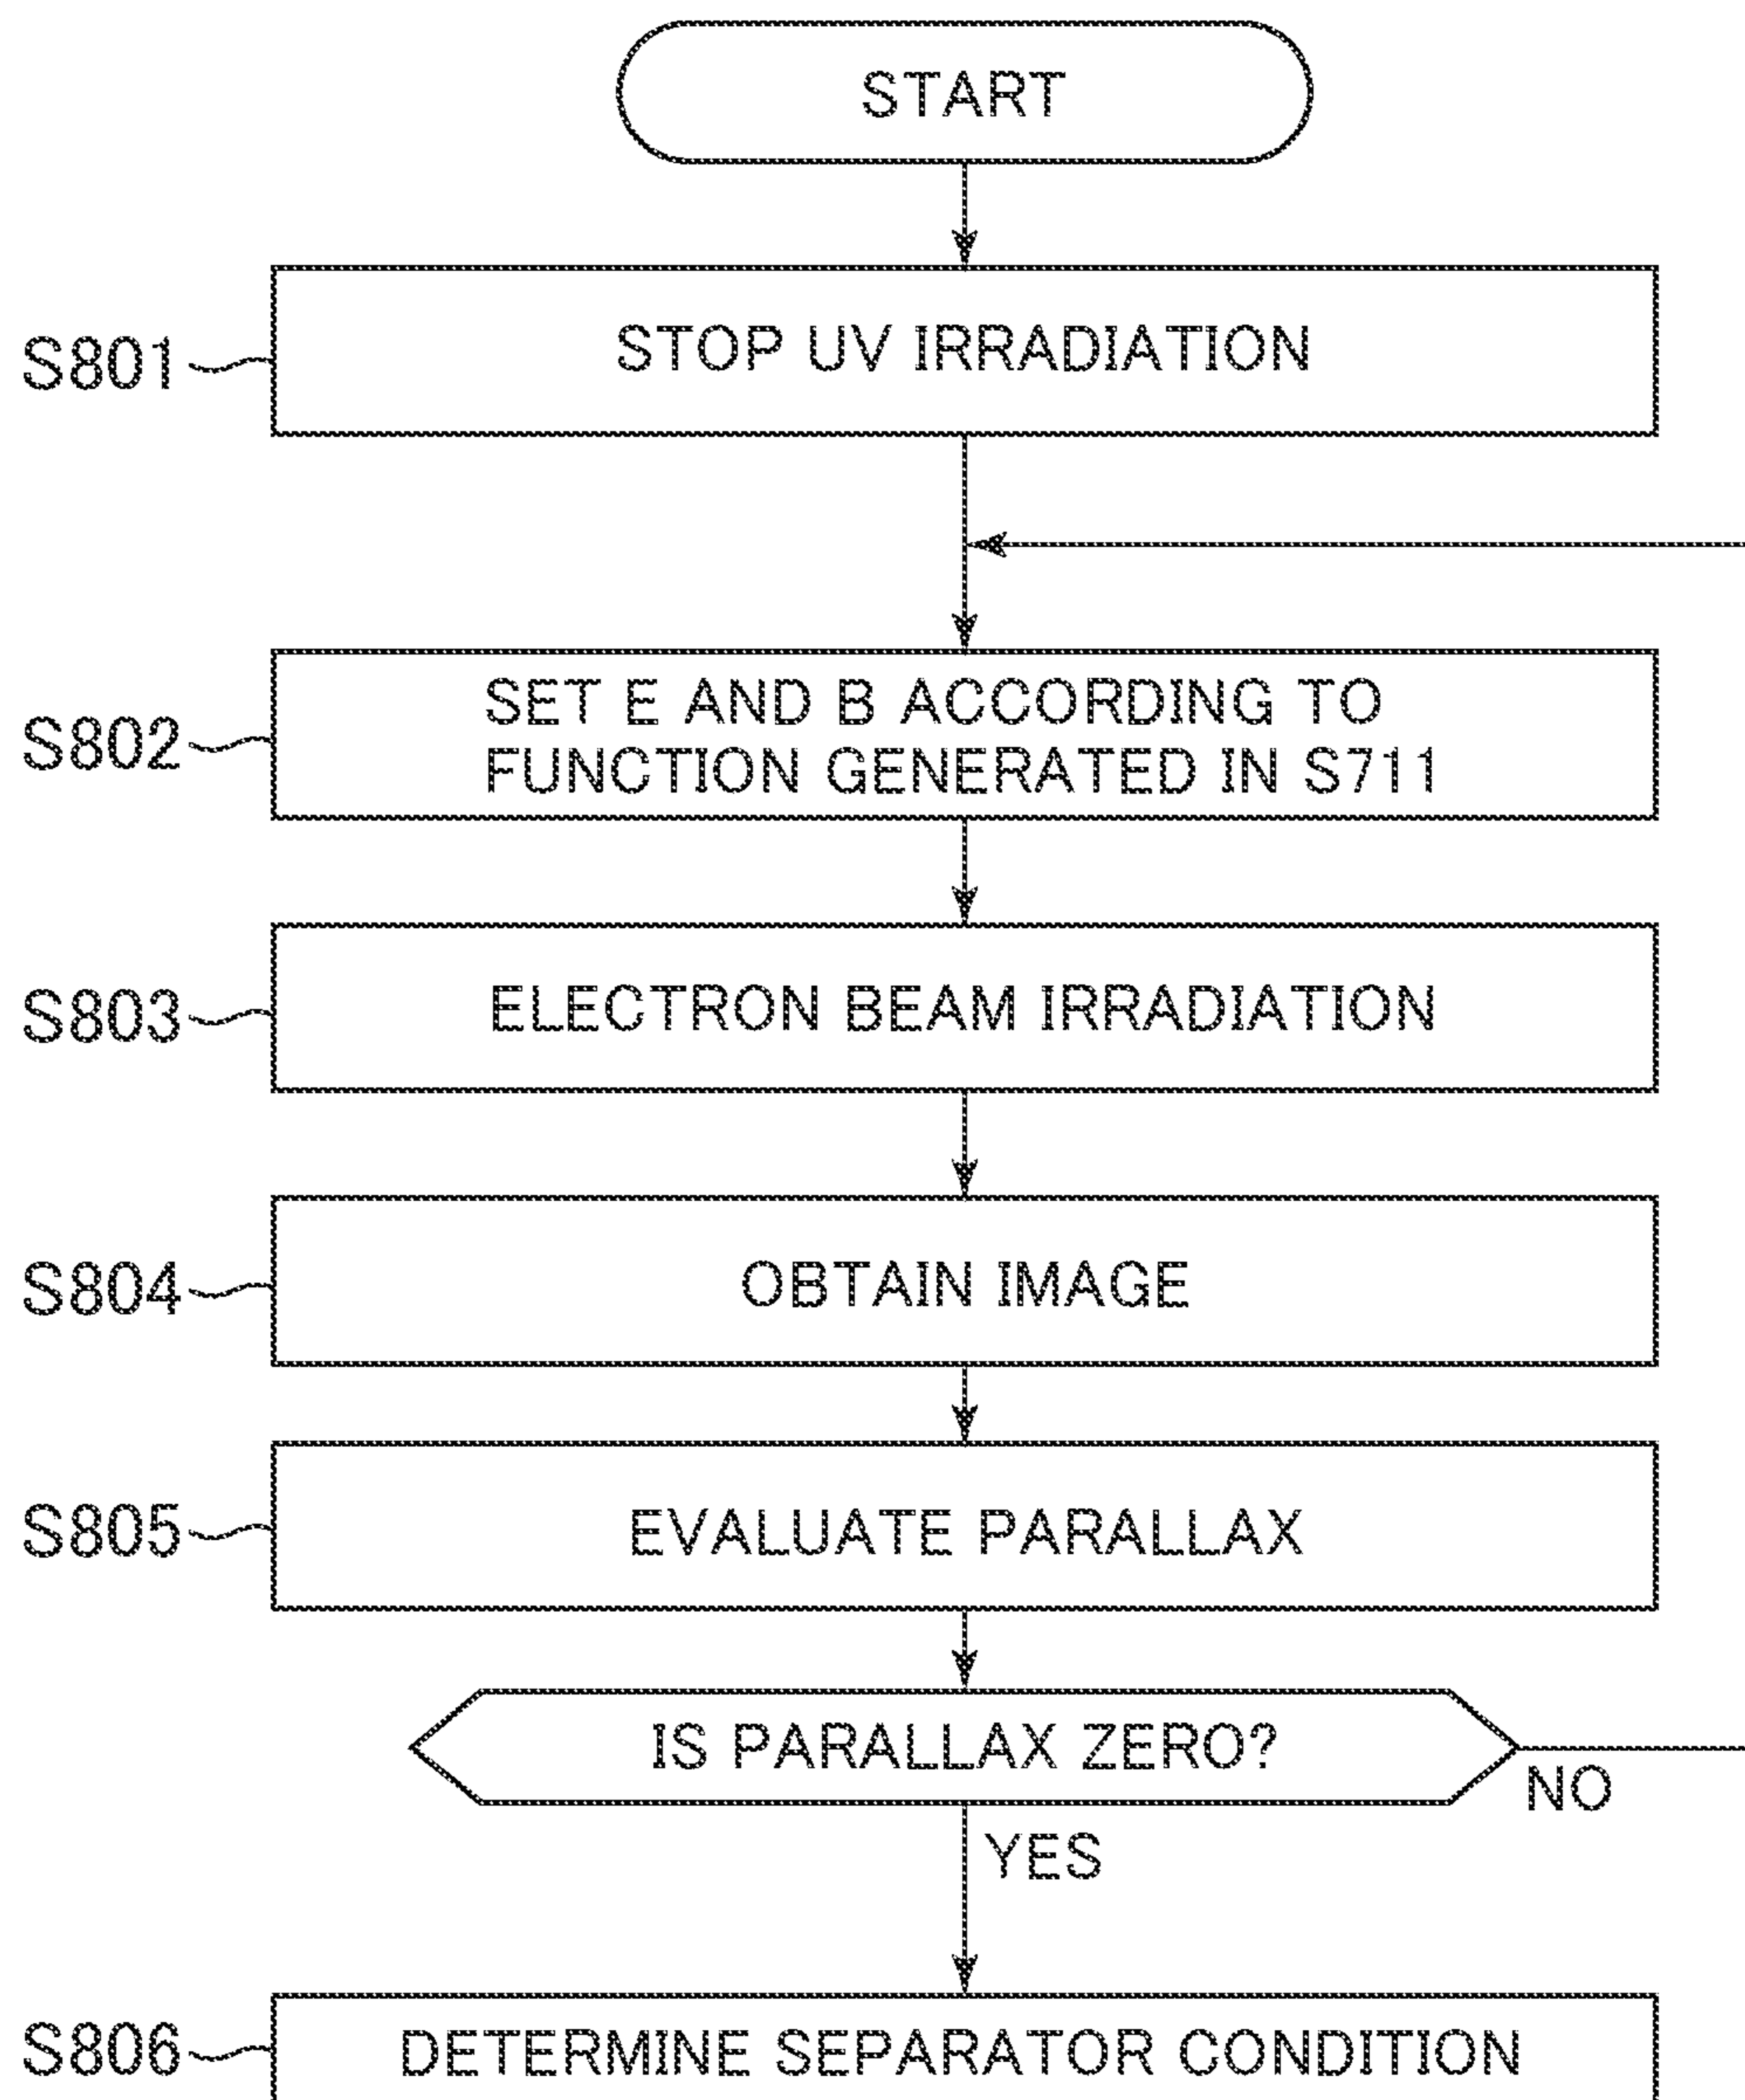 START
S801
STOP UV IRRADIATION
S802
SET E AND B ACCORDING TO
FUNCTION GENERATED IN S711
S803
ELECTRON BEAM IRRADIATION
S804
OBTAIN IMAGE
S805
EVALUATE PARALLAX
IS PARALLAX ZERO?
NO
YES
S806
DETERMINE SEPARATOR CONDITION